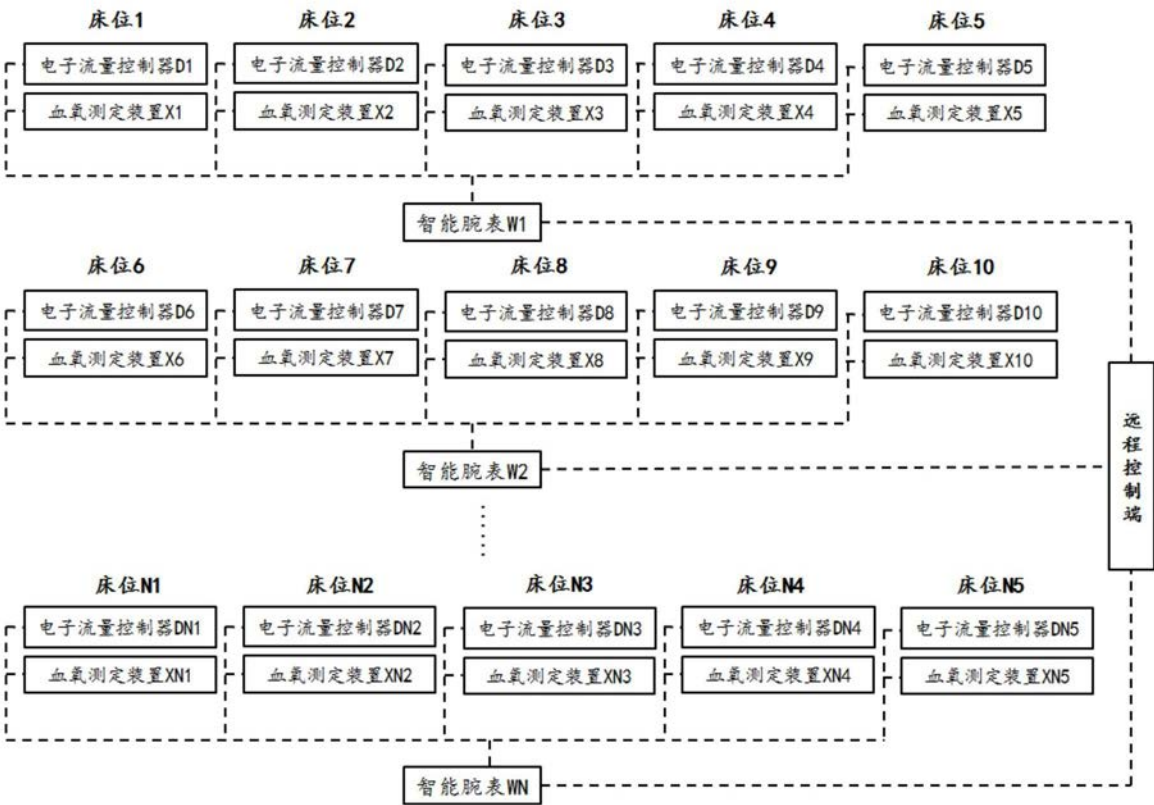 床位1 床位2 床位3 床位4 床位5
电子流量控制器D1 电子流量控制器D2 电子流量控制器D3 电子流量控制器D4 电子流量控制器D5
血氧测定装置X1 血氧测定装置X2 血氧测定装置X3 血氧测定装置X4 血氧测定装置X5
智能腕表W1
床位6 床位7 床位8 床位9 床位10
电子流量控制器D6 电子流量控制器D7 电子流量控制器D8 电子流量控制器D9 电子流量控制器D10
血氧测定装置X6 血氧测定装置X7 血氧测定装置X8 血氧测定装置X9 血氧测定装置X10
智能腕表W2
远程控制端
床位N1 床位N2 床位N3 床位N4 床位N5
电子流量控制器DN1 电子流量控制器DN2 电子流量控制器DN3 电子流量控制器DN4 电子流量控制器DN5
血氧测定装置XN1 血氧测定装置XN2 血氧测定装置XN3 血氧测定装置XN4 血氧测定装置XN5
智能腕表WN